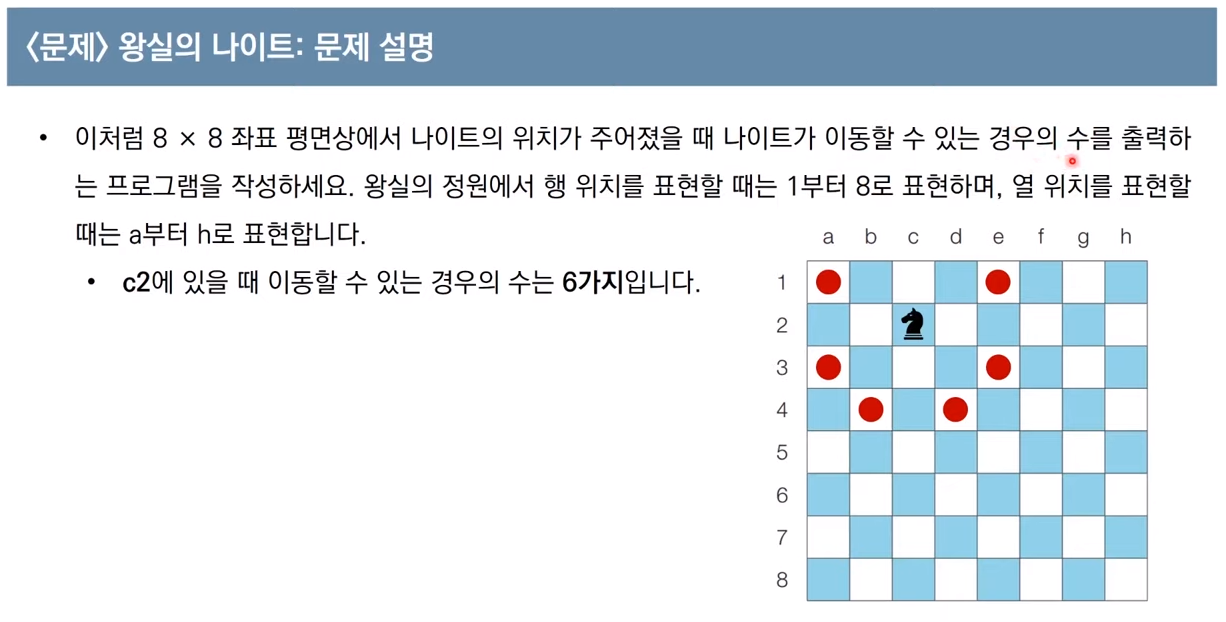 〈문제〉 왕실의 나이트: 문제 설명
• 이처럼 8 × 8 좌표 평면상에서 나이트의 위치가 주어졌을 때 나이트가 이동할 수 있는 경우의 수를 출력하
는 프로그램을 작성하세요. 왕실의 정원에서 행 위치를 표현할 때는 1부터 8로 표현하며, 열 위치를 표현할
때는 a부터 h로 표현합니다.
• c2에 있을 때 이동할 수 있는 경우의 수는 6가지입니다.
a b c d e f g h
1
2
3
4
5
6
7
8